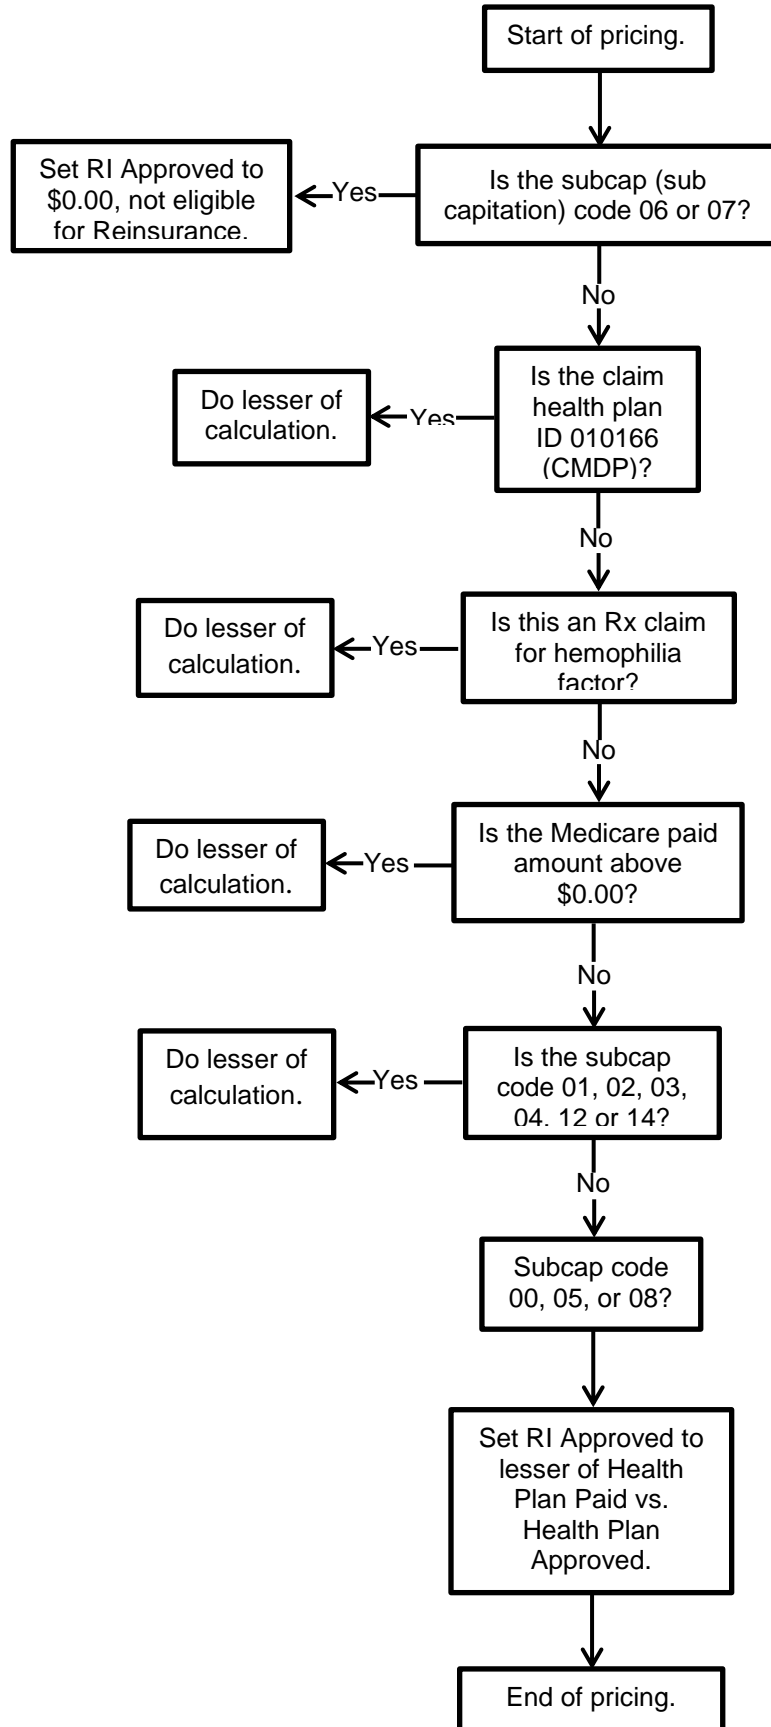 Start of pricing.
Set RI Approved to
$0.00, not eligible
for Reinsurance.
Yes
Is the subcap (sub
capitation) code 06 or 07?
No
Do lesser of
calculation.
Yes
Is the claim
health plan
ID 010166
(CMDP)?
No
Do lesser of
calculation.
Yes
Is this an Rx claim
for hemophilia
factor?
No
Do lesser of
calculation.
Yes
Is the Medicare paid
amount above
$0.00?
No
Do lesser of
calculation.
Yes
Is the subcap
code 01, 02, 03,
04, 12 or 14?
No
Subcap code
00, 05, or 08?
Set RI Approved to
lesser of Health
Plan Paid vs.
Health Plan
Approved.
End of pricing.